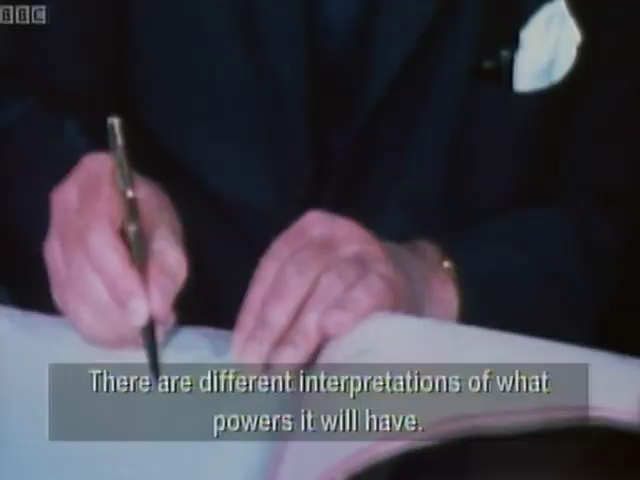 BBC
There are different interpretations of what
powers it will have.